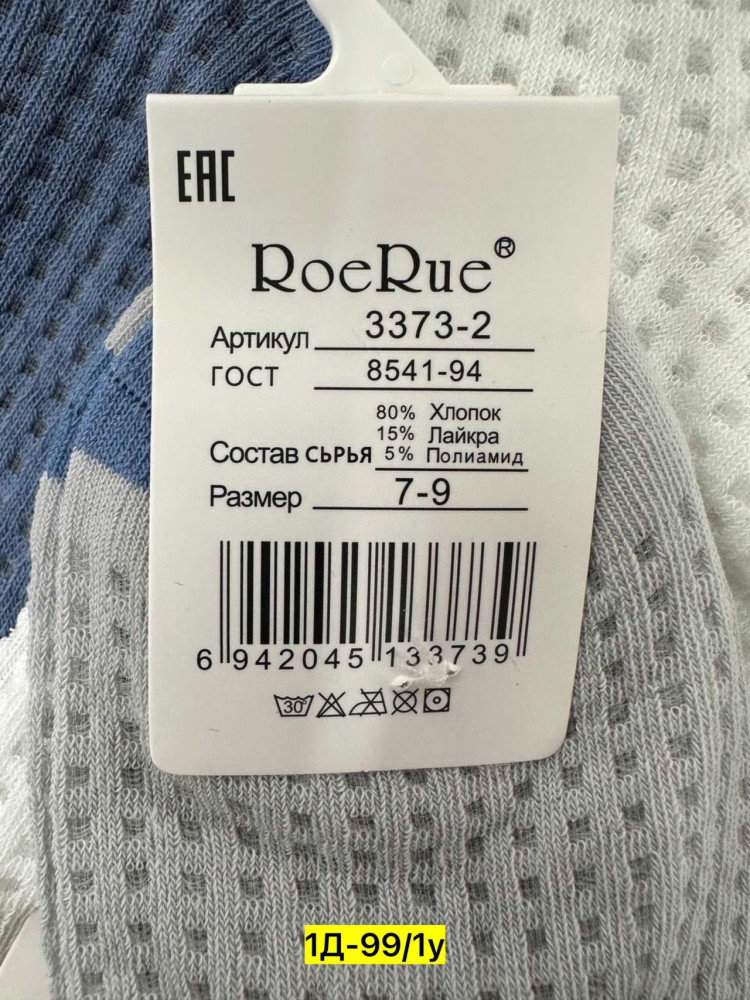 EAC
RoeRue®
Артикул 3373-2
ГОСТ 8541-94
80% Хлопок
15% Лайкра
Состав СЫРЬЯ 5% Полиамид
Размер 7-9
6 942045 133739
30°
1Д-99/1у